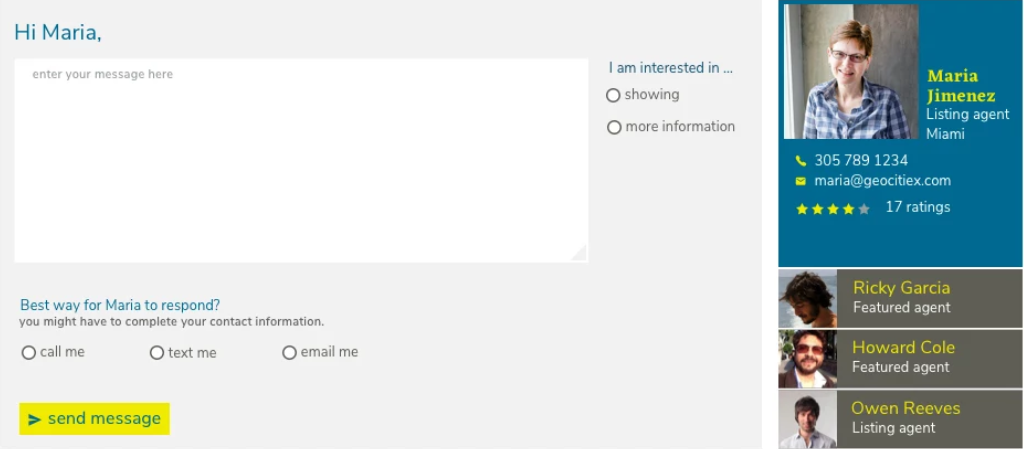 Hi Maria,
enter your message here
I am interested in ...
showing
more information
Best way for Maria to respond?
you might have to complete your contact information.
call me
text me
email me
send message
Maria
Jimenez
Listing agent
Miami
305 789 1234
maria@geocitiex.com
17 ratings
Ricky Garcia
Featured agent
Howard Cole
Featured agent
Owen Reeves
Listing agent